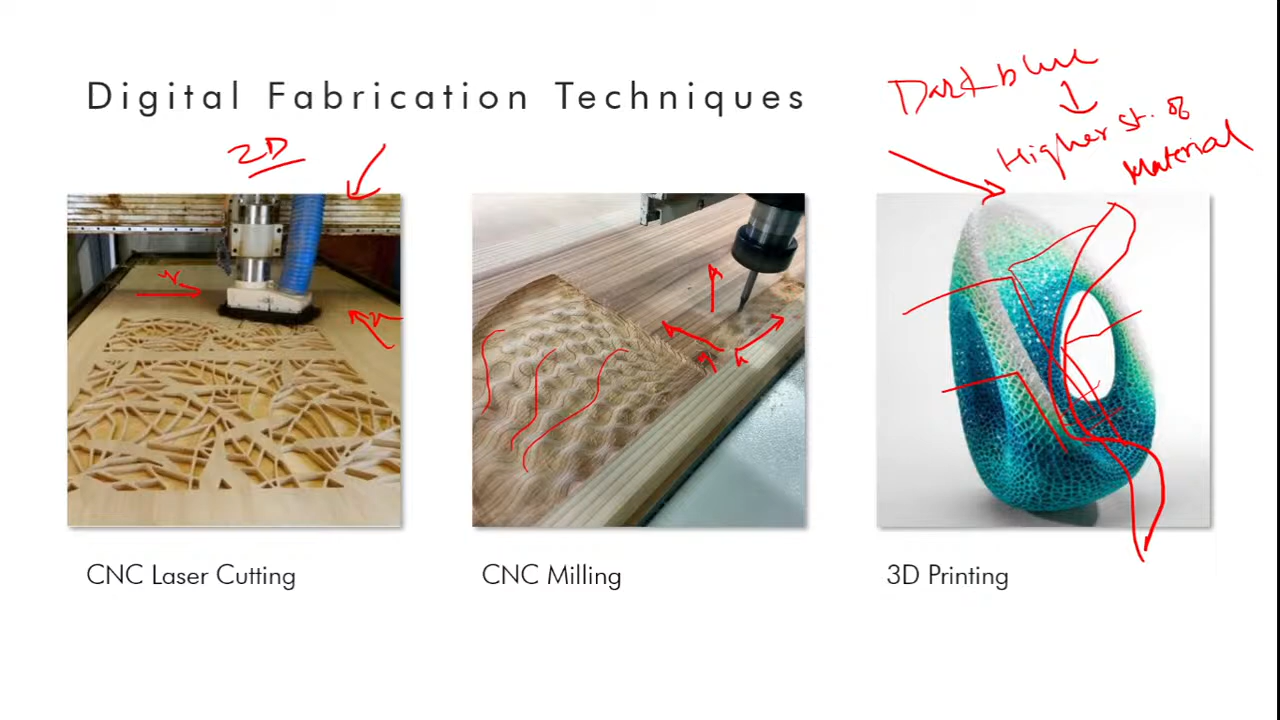 Digital Fabrication Techniques
Dark blue
Higher st. of
Material
2D
x
CNC Laser Cutting
CNC Milling
3D Printing